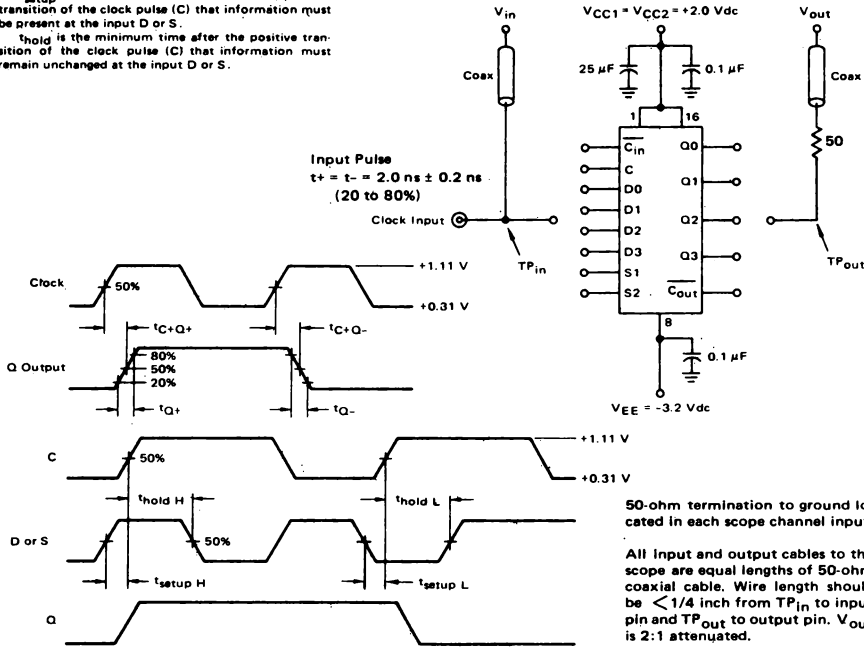 setup
transition of the clock pulse (C) that information must
be present at the input D or S.
thold is the minimum time after the positive tran-
sition of the clock pulse (C) that information must
remain unchanged at the input D or S.
Vin
VCC1 = VCC2 = +2.0 Vdc
Vout
Coax
25 µF
0.1 µF
Coax
1
16
50
Input Pulse
t+ = t− = 2.0 ns ± 0.2 ns
(20 to 80%)
Clock Input
TPin
Cin
C
D0
D1
D2
D3
S1
S2
Q0
Q1
Q2
Q3
Cout
TPout
8
0.1 µF
VEE = -3.2 Vdc
Clock
50%
+1.11 V
+0.31 V
tC+Q+
tC+Q−
Q Output
80%
50%
20%
tQ+
tQ−
C
50%
+1.11 V
+0.31 V
thold H
thold L
D or S
50%
tsetup H
tsetup L
Q
50-ohm termination to ground lo
cated in each scope channel input
All input and output cables to th
scope are equal lengths of 50-ohm
coaxial cable. Wire length shoul
be < 1/4 inch from TPin to input
pin and TPout to output pin. Vou
is 2:1 attenuated.